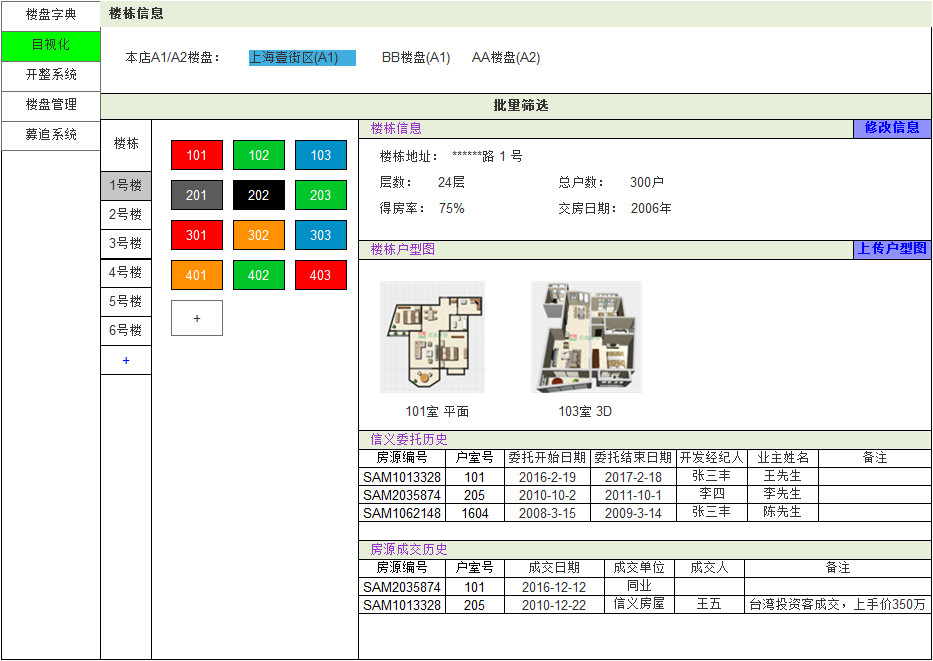 楼盘字典
目视化
开整系统
楼盘管理
募追系统
楼栋信息
本店A1/A2楼盘： 上海壹街区(A1) BB楼盘(A1) AA楼盘(A2)
批量筛选
楼栋
1号楼
2号楼
3号楼
4号楼
5号楼
6号楼
+
101 102 103
201 202 203
301 302 303
401 402 403
+
楼栋信息 修改信息
楼栋地址： ******路 1 号
层数： 24层 总户数： 300户
得房率： 75% 交房日期： 2006年
楼栋户型图 上传户型图
101室 平面 103室 3D
信义委托历史
房源编号 户室号 委托开始日期 委托结束日期 开发经纪人 业主姓名 备注
SAM1013328 101 2016-2-19 2017-2-18 张三丰 王先生
SAM2035874 205 2010-10-2 2011-10-1 李四 李先生
SAM1062148 1604 2008-3-15 2009-3-14 张三丰 陈先生
房源成交历史
房源编号 户室号 成交日期 成交单位 成交人 备注
SAM2035874 101 2016-12-12 同业
SAM1013328 205 2010-12-22 信义房屋 王五 台湾投资客成交，上手价350万